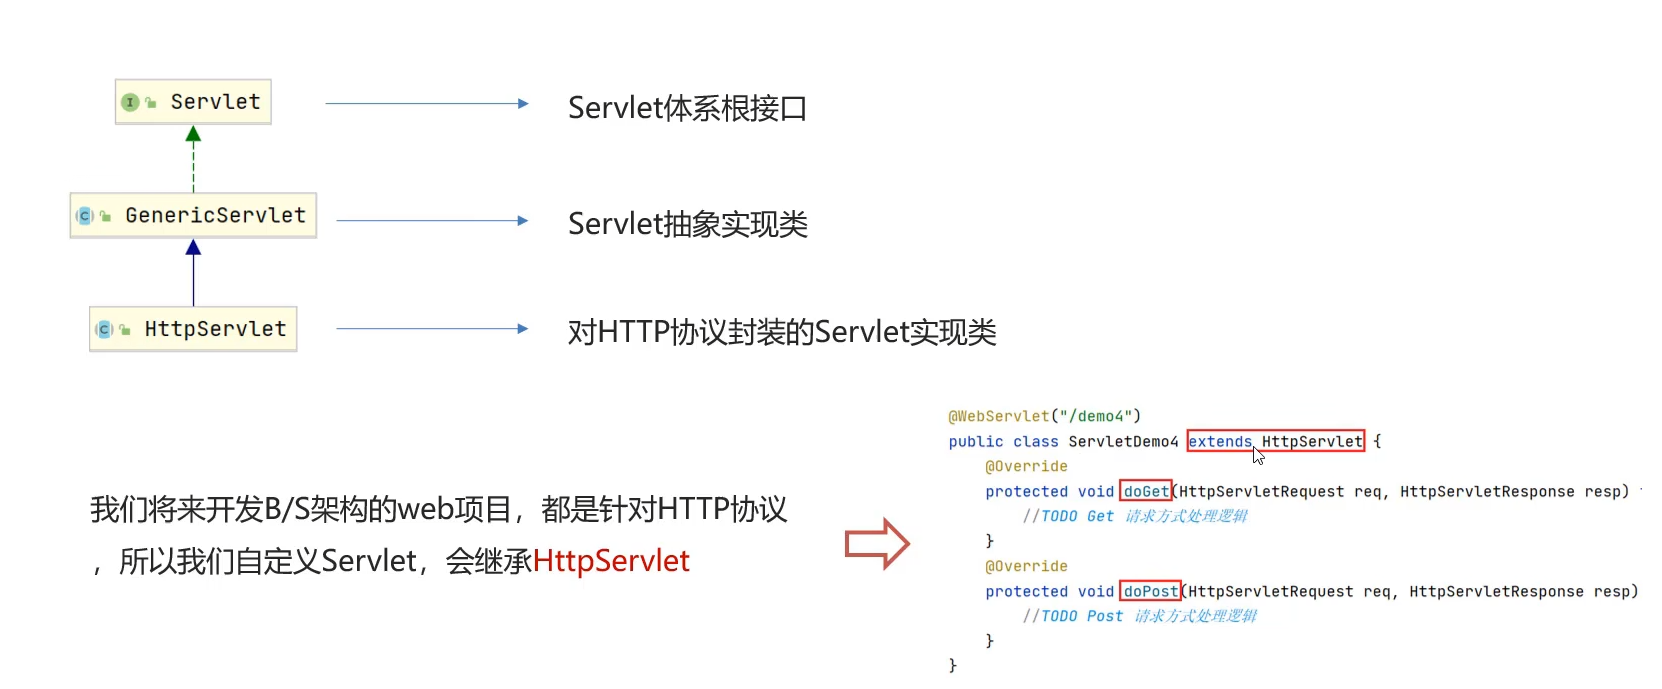 Servlet
Servlet体系根接口
GenericServlet
Servlet抽象实现类
HttpServlet
对HTTP协议封装的Servlet实现类
我们将来开发B/S架构的web项目，都是针对HTTP协议
，所以我们自定义Servlet，会继承HttpServlet
@WebServlet("/demo4")
public class ServletDemo4 extends HttpServlet {
@Override
protected void doGet(HttpServletRequest req, HttpServletResponse resp)
//TODO Get 请求方式处理逻辑
}
@Override
protected void doPost(HttpServletRequest req, HttpServletResponse resp)
//TODO Post 请求方式处理逻辑
}
}